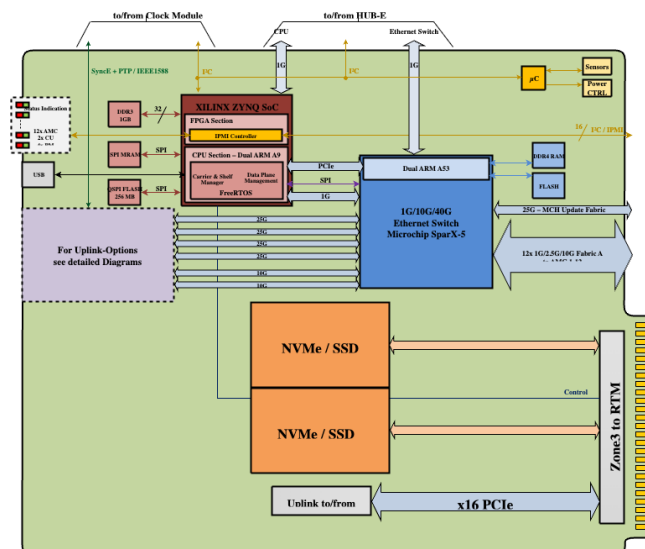 to/from Clock Module
to/from HUB-E
CPU
Ethernet Switch
SyncE + PTP / IEEE1588
I²C
1G
I²C
1G
µC
Sensors
Power
CTRL
Status Indication
12x AMC
2x CU
DDR3
1GB
32
XILINX ZYNQ SoC
FPGA Section
IPMI Controller
16
I²C / IPMI
SPI MRAM
SPI
CPU Section – Dual ARM A9
Carrier & Shelf
Manager
Data Plane
Management
FreeRTOS
PCIe
SPI
1G
Dual ARM A53
DDR4 RAM
FLASH
USB
QSPI FLASH
256 MB
SPI
1G/10G/40G
Ethernet Switch
Microchip SparX-5
25G – MCH Update Fabric
12x 1G/2.5G/10G Fabric A
For Uplink-Options
see detailed Diagrams
25G
25G
25G
25G
10G
10G
NVMe / SSD
NVMe / SSD
Control
Zone3 to RTM
Uplink to/from
x16 PCIe